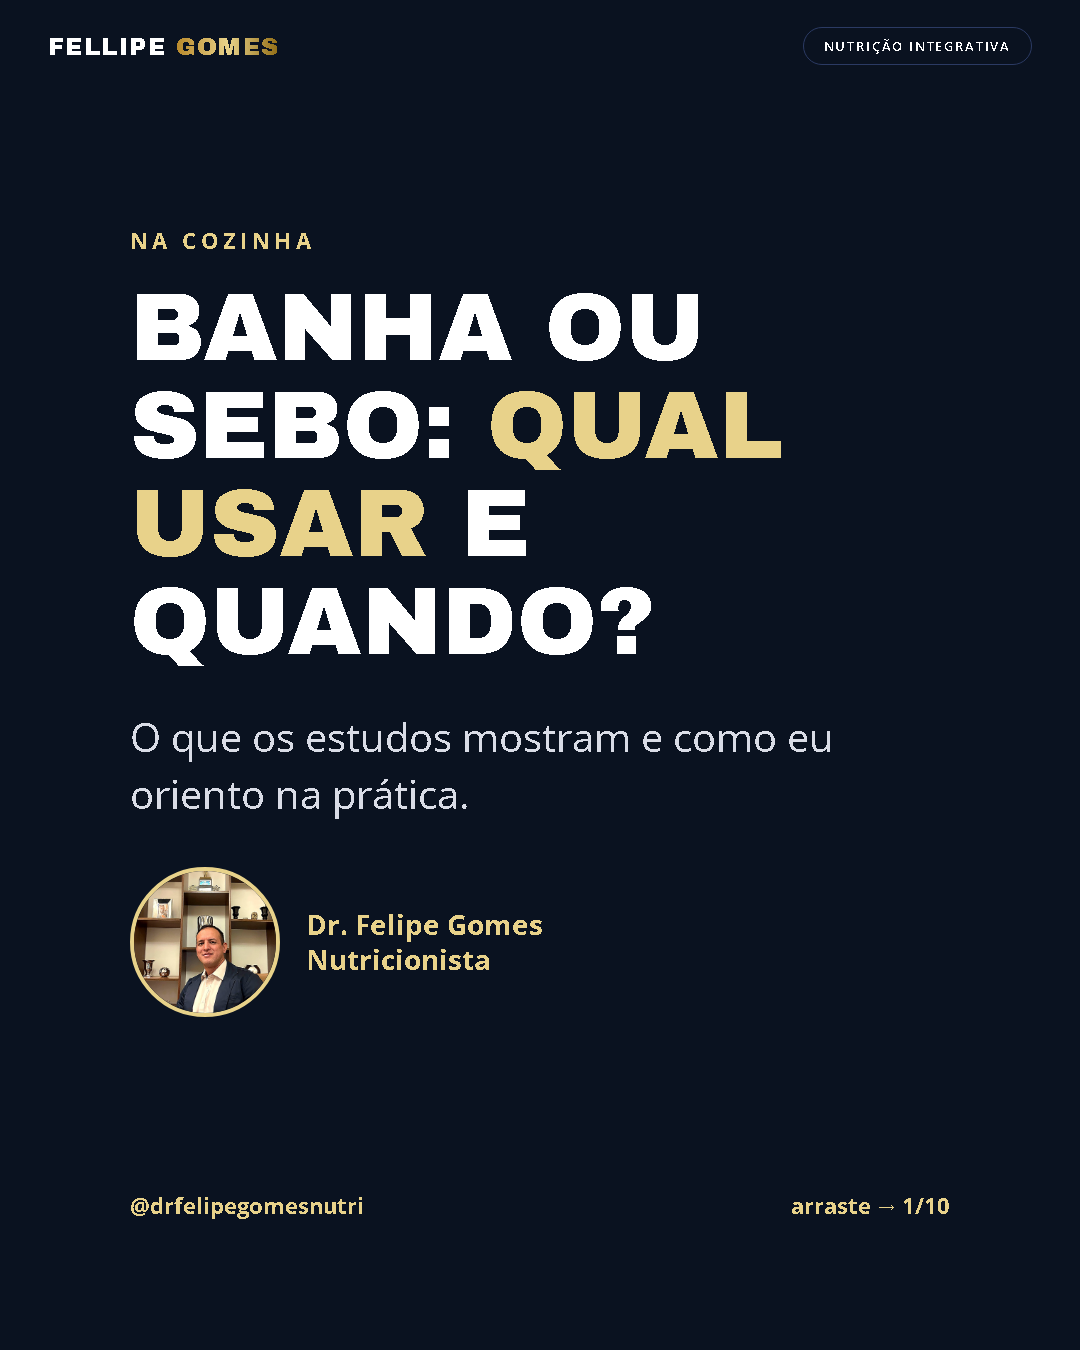 FELLIPE GOMES
NUTRIÇÃO INTEGRATIVA
NA COZINHA
BANHA OU
SEBO: QUAL
USAR E
QUANDO?
O que os estudos mostram e como eu
oriento na prática.
Dr. Felipe Gomes
Nutricionista
@drfelipegomesnutri
arraste → 1/10